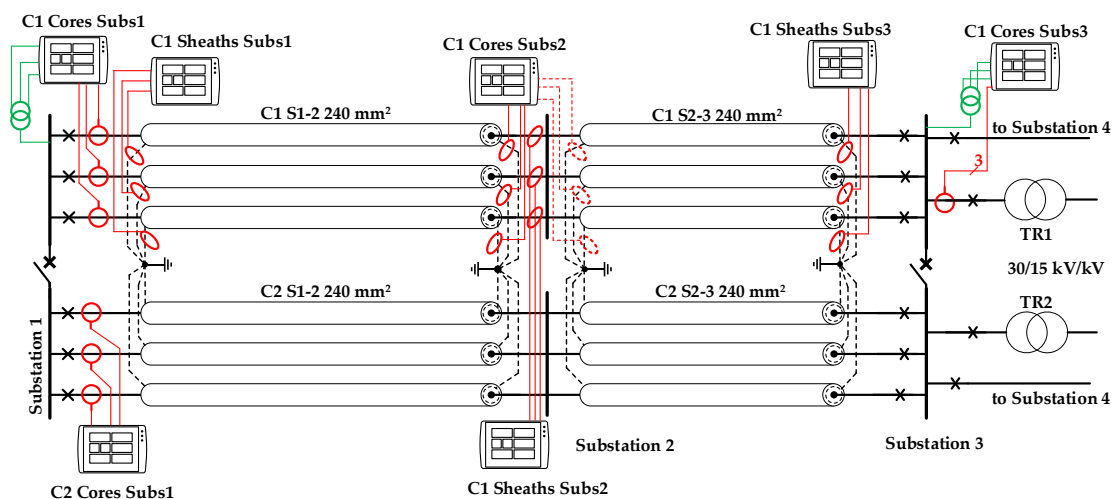 C1 Cores Subs1
C1 Sheaths Subs1
C1 Cores Subs2
C1 Sheaths Subs3
C1 Cores Subs3
C1 S1-2 240 mm²
C1 S2-3 240 mm²
to Substation 4
3
TR1
30/15 kV/kV
C2 S1-2 240 mm²
C2 S2-3 240 mm²
TR2
Substation 1
to Substation 4
Substation 2
Substation 3
C2 Cores Subs1
C1 Sheaths Subs2